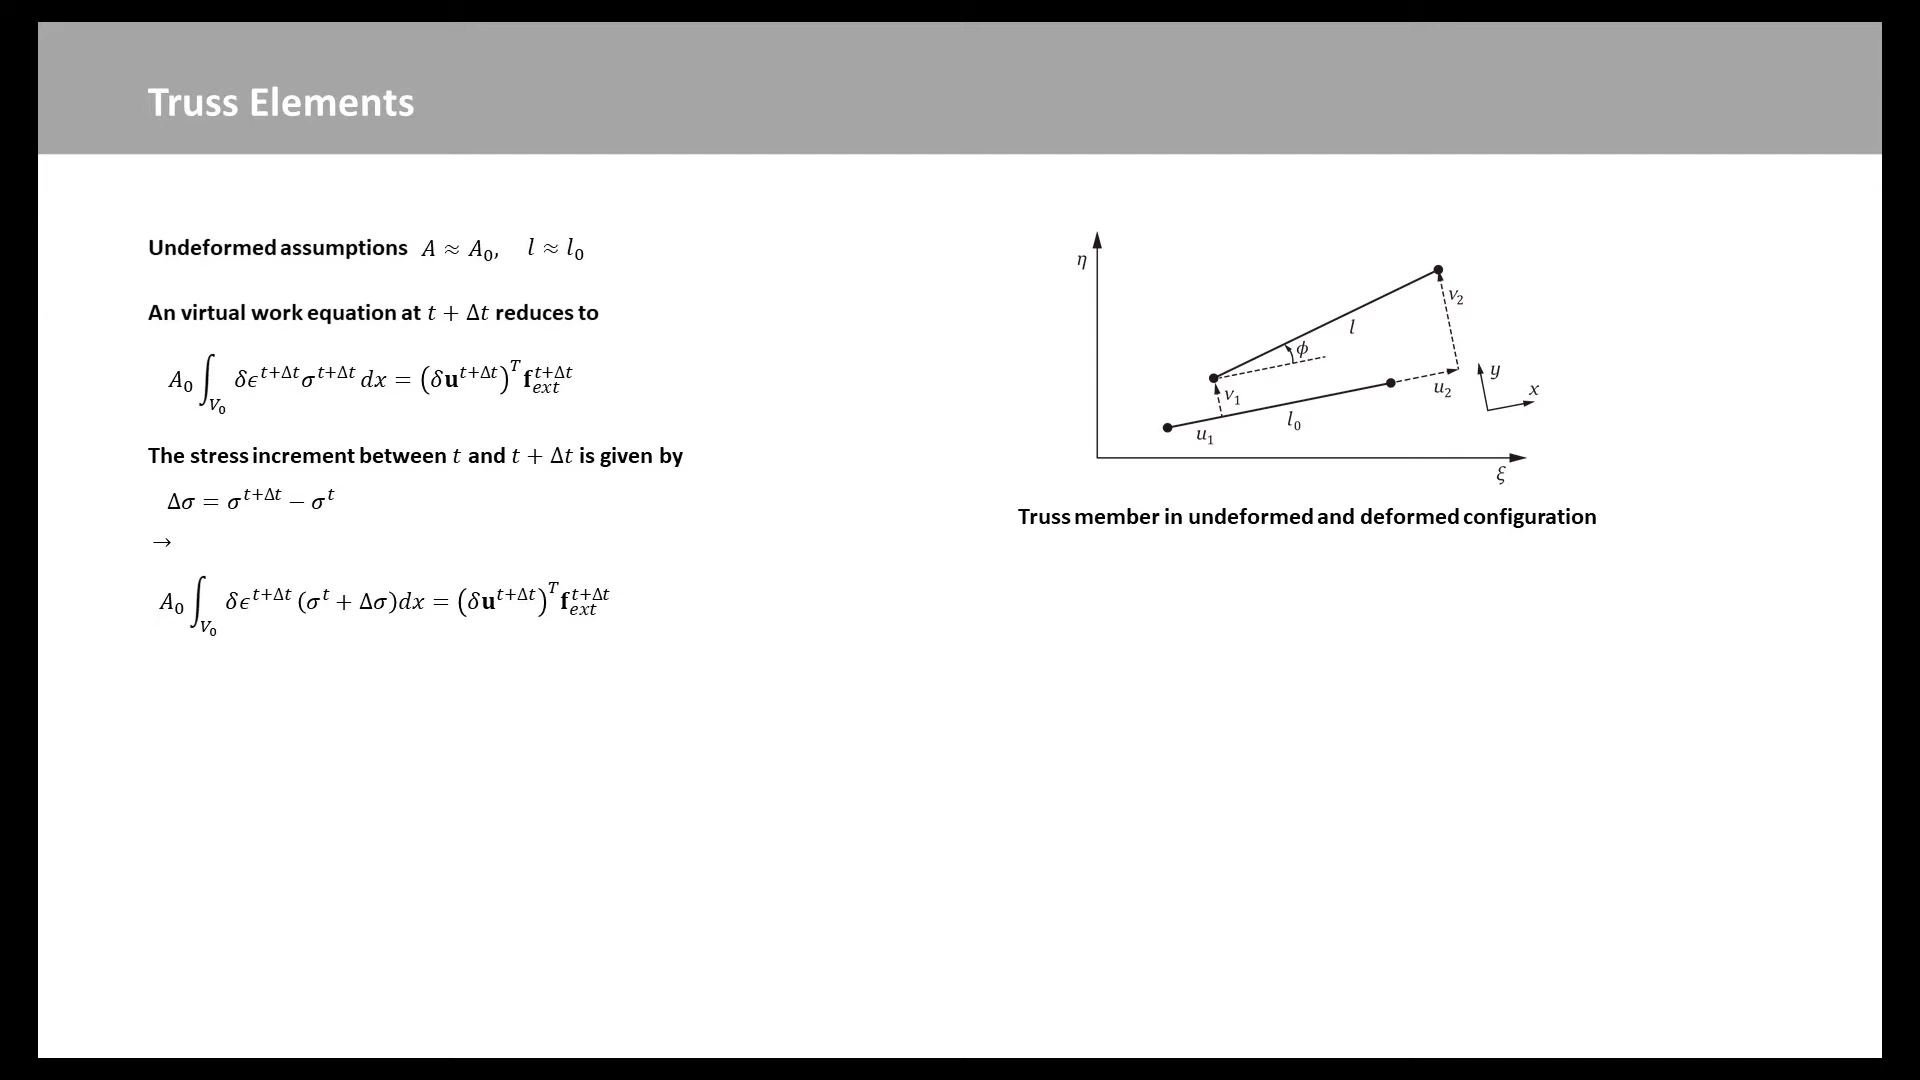 Truss Elements
Undeformed assumptions A ≈ A₀, l ≈ l₀
An virtual work equation at t + Δt reduces to
A₀ ∫_{V₀} δϵ^{t+Δt} σ^{t+Δt} dx = (δ𝐮^{t+Δt})^T 𝐟_{ext}^{t+Δt}
The stress increment between t and t + Δt is given by
Δσ = σ^{t+Δt} − σ^t
→
A₀ ∫_{V₀} δϵ^{t+Δt} (σ^t + Δσ)dx = (δ𝐮^{t+Δt})^T 𝐟_{ext}^{t+Δt}
η
v₂
l
ϕ
y
x
u₂
v₁
l₀
u₁
ξ
Truss member in undeformed and deformed configuration